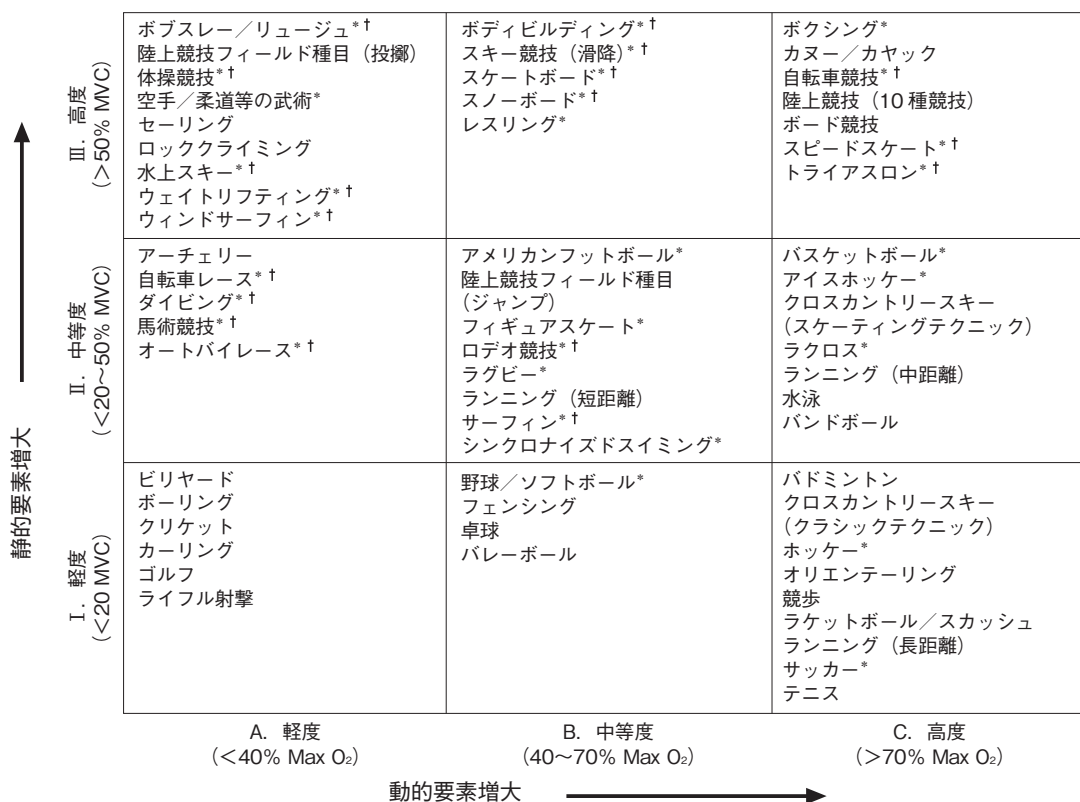 静的要素増大
Ⅲ. 高度
(>50% MVC)
ボブスレー／リュージュ*†
陸上競技フィールド種目（投擲）
体操競技*†
空手／柔道等の武術*
セーリング
ロッククライミング
水上スキー*†
ウェイトリフティング*†
ウィンドサーフィン*†
ボディビルディング*†
スキー競技（滑降）*†
スケートボード*†
スノーボード*†
レスリング*
ボクシング*
カヌー／カヤック
自転車競技*†
陸上競技（10 種競技）
ボード競技
スピードスケート*†
トライアスロン*†
Ⅱ. 中等度
(<20～50% MVC)
アーチェリー
自転車レース*†
ダイビング*†
馬術競技*†
オートバイレース*†
アメリカンフットボール*
陸上競技フィールド種目
（ジャンプ）
フィギュアスケート*
ロデオ競技*†
ラグビー*
ランニング（短距離）
サーフィン*†
シンクロナイズドスイミング*
バスケットボール*
アイスホッケー*
クロスカントリースキー
（スケーティングテクニック）
ラクロス*
ランニング（中距離）
水泳
バンドボール
Ⅰ. 軽度
(<20 MVC)
ビリヤード
ボーリング
クリケット
カーリング
ゴルフ
ライフル射撃
野球／ソフトボール*
フェンシング
卓球
バレーボール
バドミントン
クロスカントリースキー
（クラシックテクニック）
ホッケー*
オリエンテーリング
競歩
ラケットボール／スカッシュ
ランニング（長距離）
サッカー*
テニス
A. 軽度
(<40% Max O₂)
B. 中等度
(40～70% Max O₂)
C. 高度
(>70% Max O₂)
動的要素増大